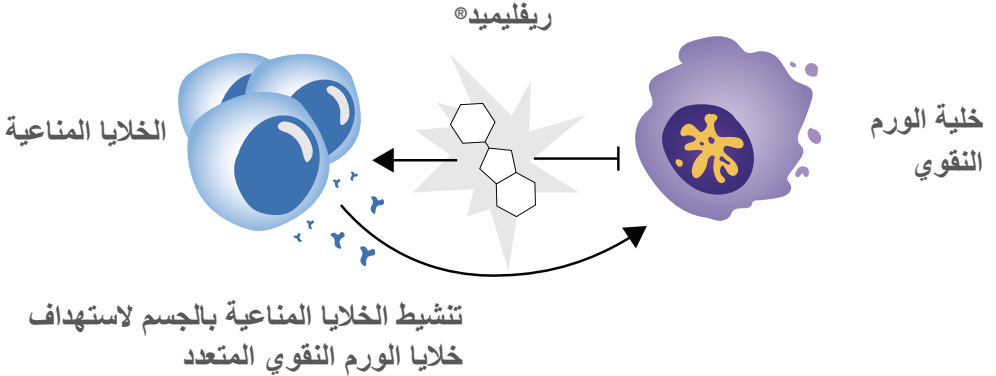 ريفليميد®
خلية الورم
النقوي
الخلايا المناعية
تنشيط الخلايا المناعية بالجسم لاستهداف
خلايا الورم النقوي المتعدد